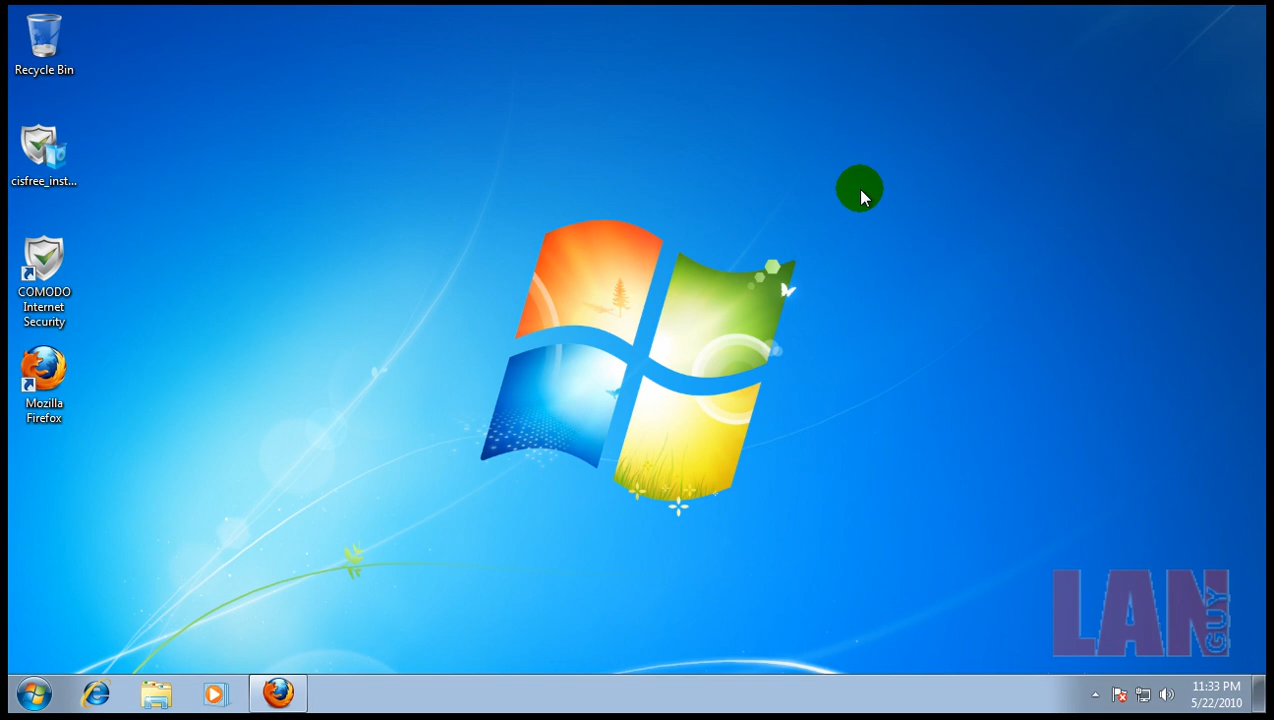 Recycle Bin
cisfree_inst...
COMODO
Internet
Security
Mozilla
Firefox
LAN
GUY
11:33 PM
5/22/2010